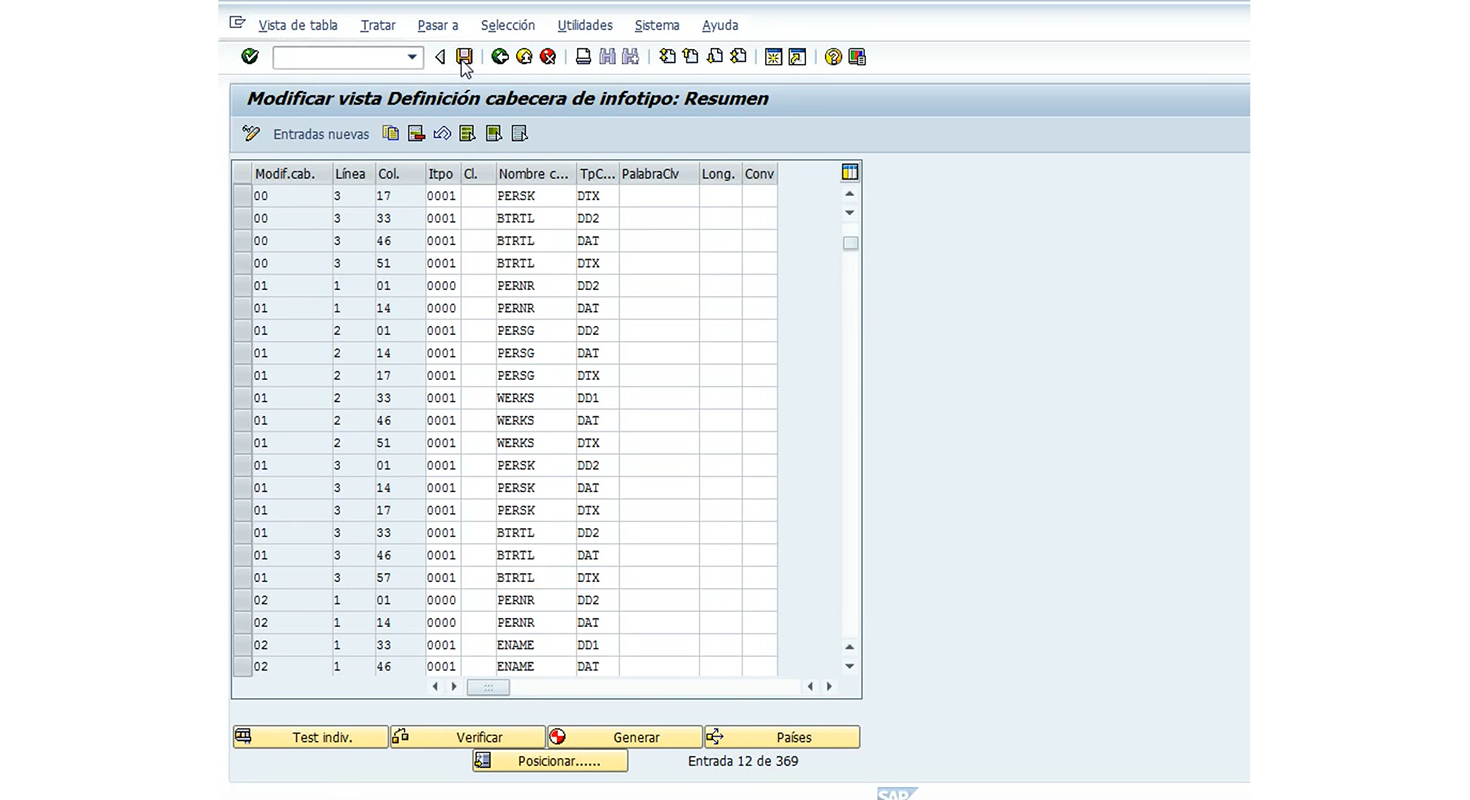 Vista de tabla Tratar Pasar a Selección Utilidades Sistema Ayuda
Modificar vista Definición cabecera de infotipo: Resumen
Entradas nuevas
Modif.cab. Línea Col. Itpo Cl. Nombre c... TpC... PalabraClv Long. Conv
00 3 17 0001 PERSK DTX
00 3 33 0001 BTRTL DD2
00 3 46 0001 BTRTL DAT
00 3 51 0001 BTRTL DTX
01 1 01 0000 PERNR DD2
01 1 14 0000 PERNR DAT
01 2 01 0001 PERSG DD2
01 2 14 0001 PERSG DAT
01 2 17 0001 PERSG DTX
01 2 33 0001 WERKS DD1
01 2 46 0001 WERKS DAT
01 2 51 0001 WERKS DTX
01 3 01 0001 PERSK DD2
01 3 14 0001 PERSK DAT
01 3 17 0001 PERSK DTX
01 3 33 0001 BTRTL DD2
01 3 46 0001 BTRTL DAT
01 3 57 0001 BTRTL DTX
02 1 01 0000 PERNR DD2
02 1 14 0000 PERNR DAT
02 1 33 0001 ENAME DD1
02 1 46 0001 ENAME DAT
Test indiv. Verificar Generar Países
Posicionar...... Entrada 12 de 369
SAP